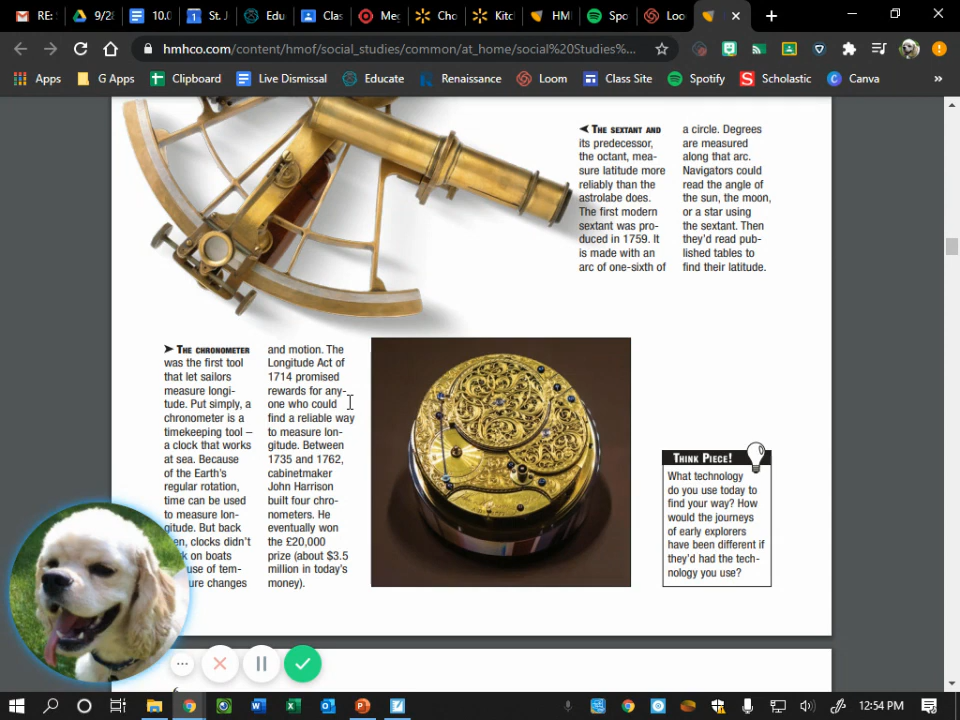 RE:
9/28
10.0
1
St. J
Edu
Clas
Me
Cho
Kitc
HMI
Spo
Loo
hmhco.com/content/hmof/social_studies/common/at_home/social%20Studies%...
Apps
G Apps
Clipboard
Live Dismissal
Educate
Renaissance
Loom
Class Site
Spotify
S
Scholastic
C
Canva
»
THE SEXTANT AND
its predecessor,
the octant, mea-
sure latitude more
reliably than the
astrolabe does.
The first modern
sextant was pro-
duced in 1759. It
is made with an
arc of one-sixth of
a circle. Degrees
are measured
along that arc.
Navigators could
read the angle of
the sun, the moon,
or a star using
the sextant. Then
they'd read pub-
lished tables to
find their latitude.
THE CHRONOMETER
was the first tool
that let sailors
measure longi-
tude. Put simply, a
chronometer is a
timekeeping tool –
a clock that works
at sea. Because
of the Earth's
regular rotation,
time can be used
to measure lon-
gitude. But back
en, clocks didn't
k on boats
use of tem-
ure changes
and motion. The
Longitude Act of
1714 promised
rewards for any-
one who could
find a reliable way
to measure lon-
gitude. Between
1735 and 1762,
cabinetmaker
John Harrison
built four chro-
nometers. He
eventually won
the £20,000
prize (about $3.5
million in today's
money).
THINK PIECE!
What technology
do you use today to
find your way? How
would the journeys
of early explorers
have been different if
they'd had the tech-
nology you use?
6
12:54 PM